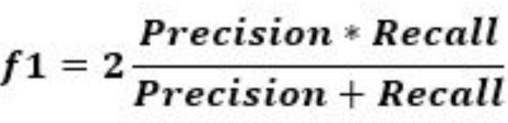 f1 = 2 Precision * Recall
Precision + Recall